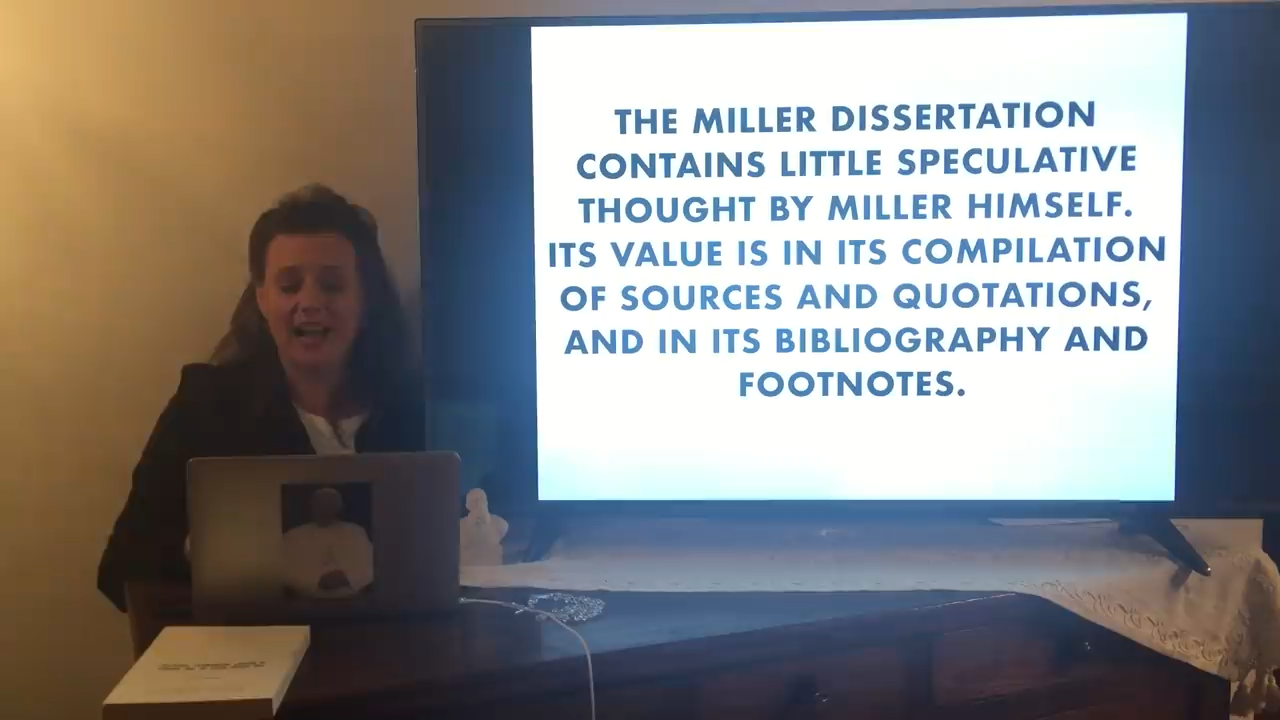 THE MILLER DISSERTATION
CONTAINS LITTLE SPECULATIVE
THOUGHT BY MILLER HIMSELF.
ITS VALUE IS IN ITS COMPILATION
OF SOURCES AND QUOTATIONS,
AND IN ITS BIBLIOGRAPHY AND
FOOTNOTES.